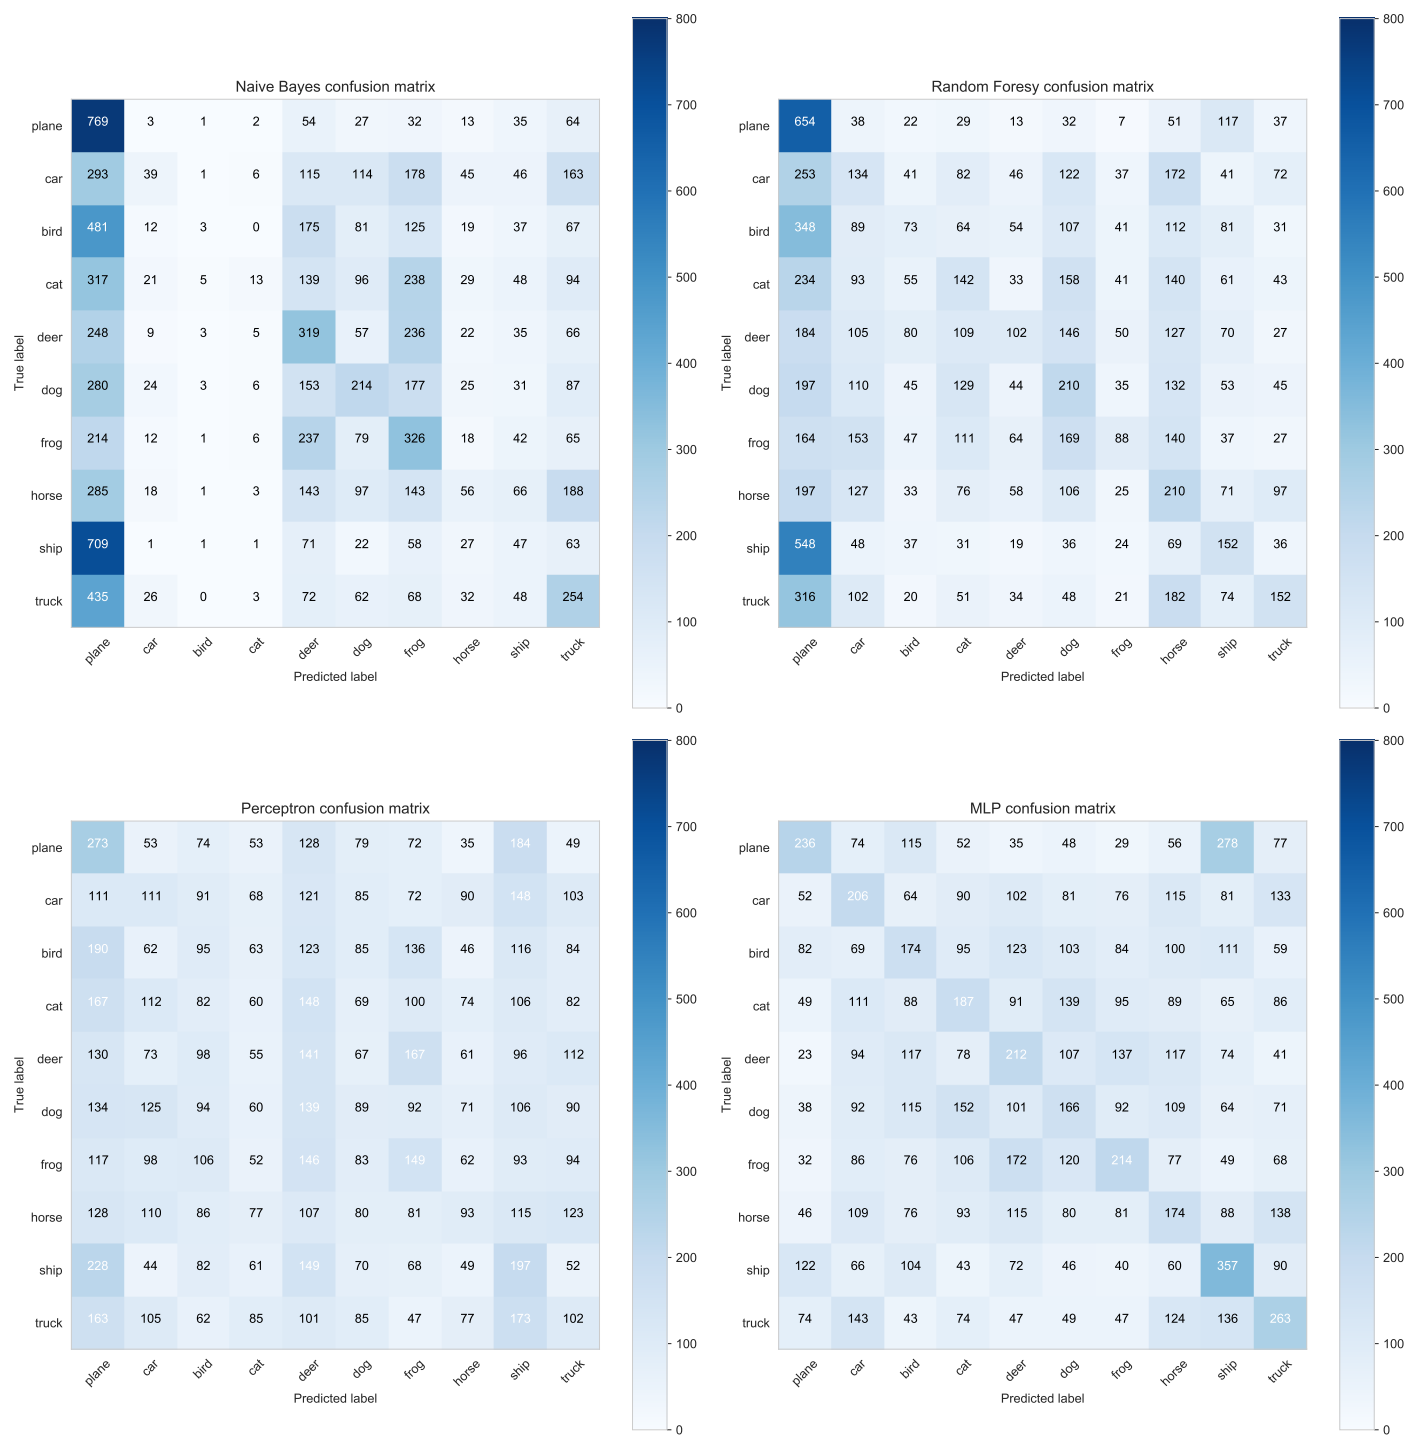 Naive Bayes confusion matrix
True label
plane 769 3 1 2 54 27 32 13 35 64
car 293 39 1 6 115 114 178 45 46 163
bird 481 12 3 0 175 81 125 19 37 67
cat 317 21 5 13 139 96 238 29 48 94
deer 248 9 3 5 319 57 236 22 35 66
dog 280 24 3 6 153 214 177 25 31 87
frog 214 12 1 6 237 79 326 18 42 65
horse 285 18 1 3 143 97 143 56 66 188
ship 709 1 1 1 71 22 58 27 47 63
truck 435 26 0 3 72 62 68 32 48 254
plane car bird cat deer dog frog horse ship truck
Predicted label
800
700
600
500
400
300
200
100
0
Random Foresy confusion matrix
plane 654 38 22 29 13 32 7 51 117 37
car 253 134 41 82 46 122 37 172 41 72
bird 348 89 73 64 54 107 41 112 81 31
cat 234 93 55 142 33 158 41 140 61 43
deer 184 105 80 109 102 146 50 127 70 27
dog 197 110 45 129 44 210 35 132 53 45
frog 164 153 47 111 64 169 88 140 37 27
horse 197 127 33 76 58 106 25 210 71 97
ship 548 48 37 31 19 36 24 69 152 36
truck 316 102 20 51 34 48 21 182 74 152
True label
plane car bird cat deer dog frog horse ship truck
Predicted label
800
700
600
500
400
300
200
100
0
Perceptron confusion matrix
True label
plane 273 53 74 53 128 79 72 35 184 49
car 111 111 91 68 121 85 72 90 148 103
bird 190 62 95 63 123 85 136 46 116 84
cat 167 112 82 60 148 69 100 74 106 82
deer 130 73 98 55 141 67 167 61 96 112
dog 134 125 94 60 139 89 92 71 106 90
frog 117 98 106 52 146 83 149 62 93 94
horse 128 110 86 77 107 80 81 93 115 123
ship 228 44 82 61 149 70 68 49 197 52
truck 163 105 62 85 101 85 47 77 173 102
plane car bird cat deer dog frog horse ship truck
Predicted label
800
700
600
500
400
300
200
100
0
MLP confusion matrix
True label
plane 236 74 115 52 35 48 29 56 278 77
car 52 206 64 90 102 81 76 115 81 133
bird 82 69 174 95 123 103 84 100 111 59
cat 49 111 88 187 91 139 95 89 65 86
deer 23 94 117 78 212 107 137 117 74 41
dog 38 92 115 152 101 166 92 109 64 71
frog 32 86 76 106 172 120 214 77 49 68
horse 46 109 76 93 115 80 81 174 88 138
ship 122 66 104 43 72 46 40 60 357 90
truck 74 143 43 74 47 49 47 124 136 263
plane car bird cat deer dog frog horse ship truck
Predicted label
800
700
600
500
400
300
200
100
0